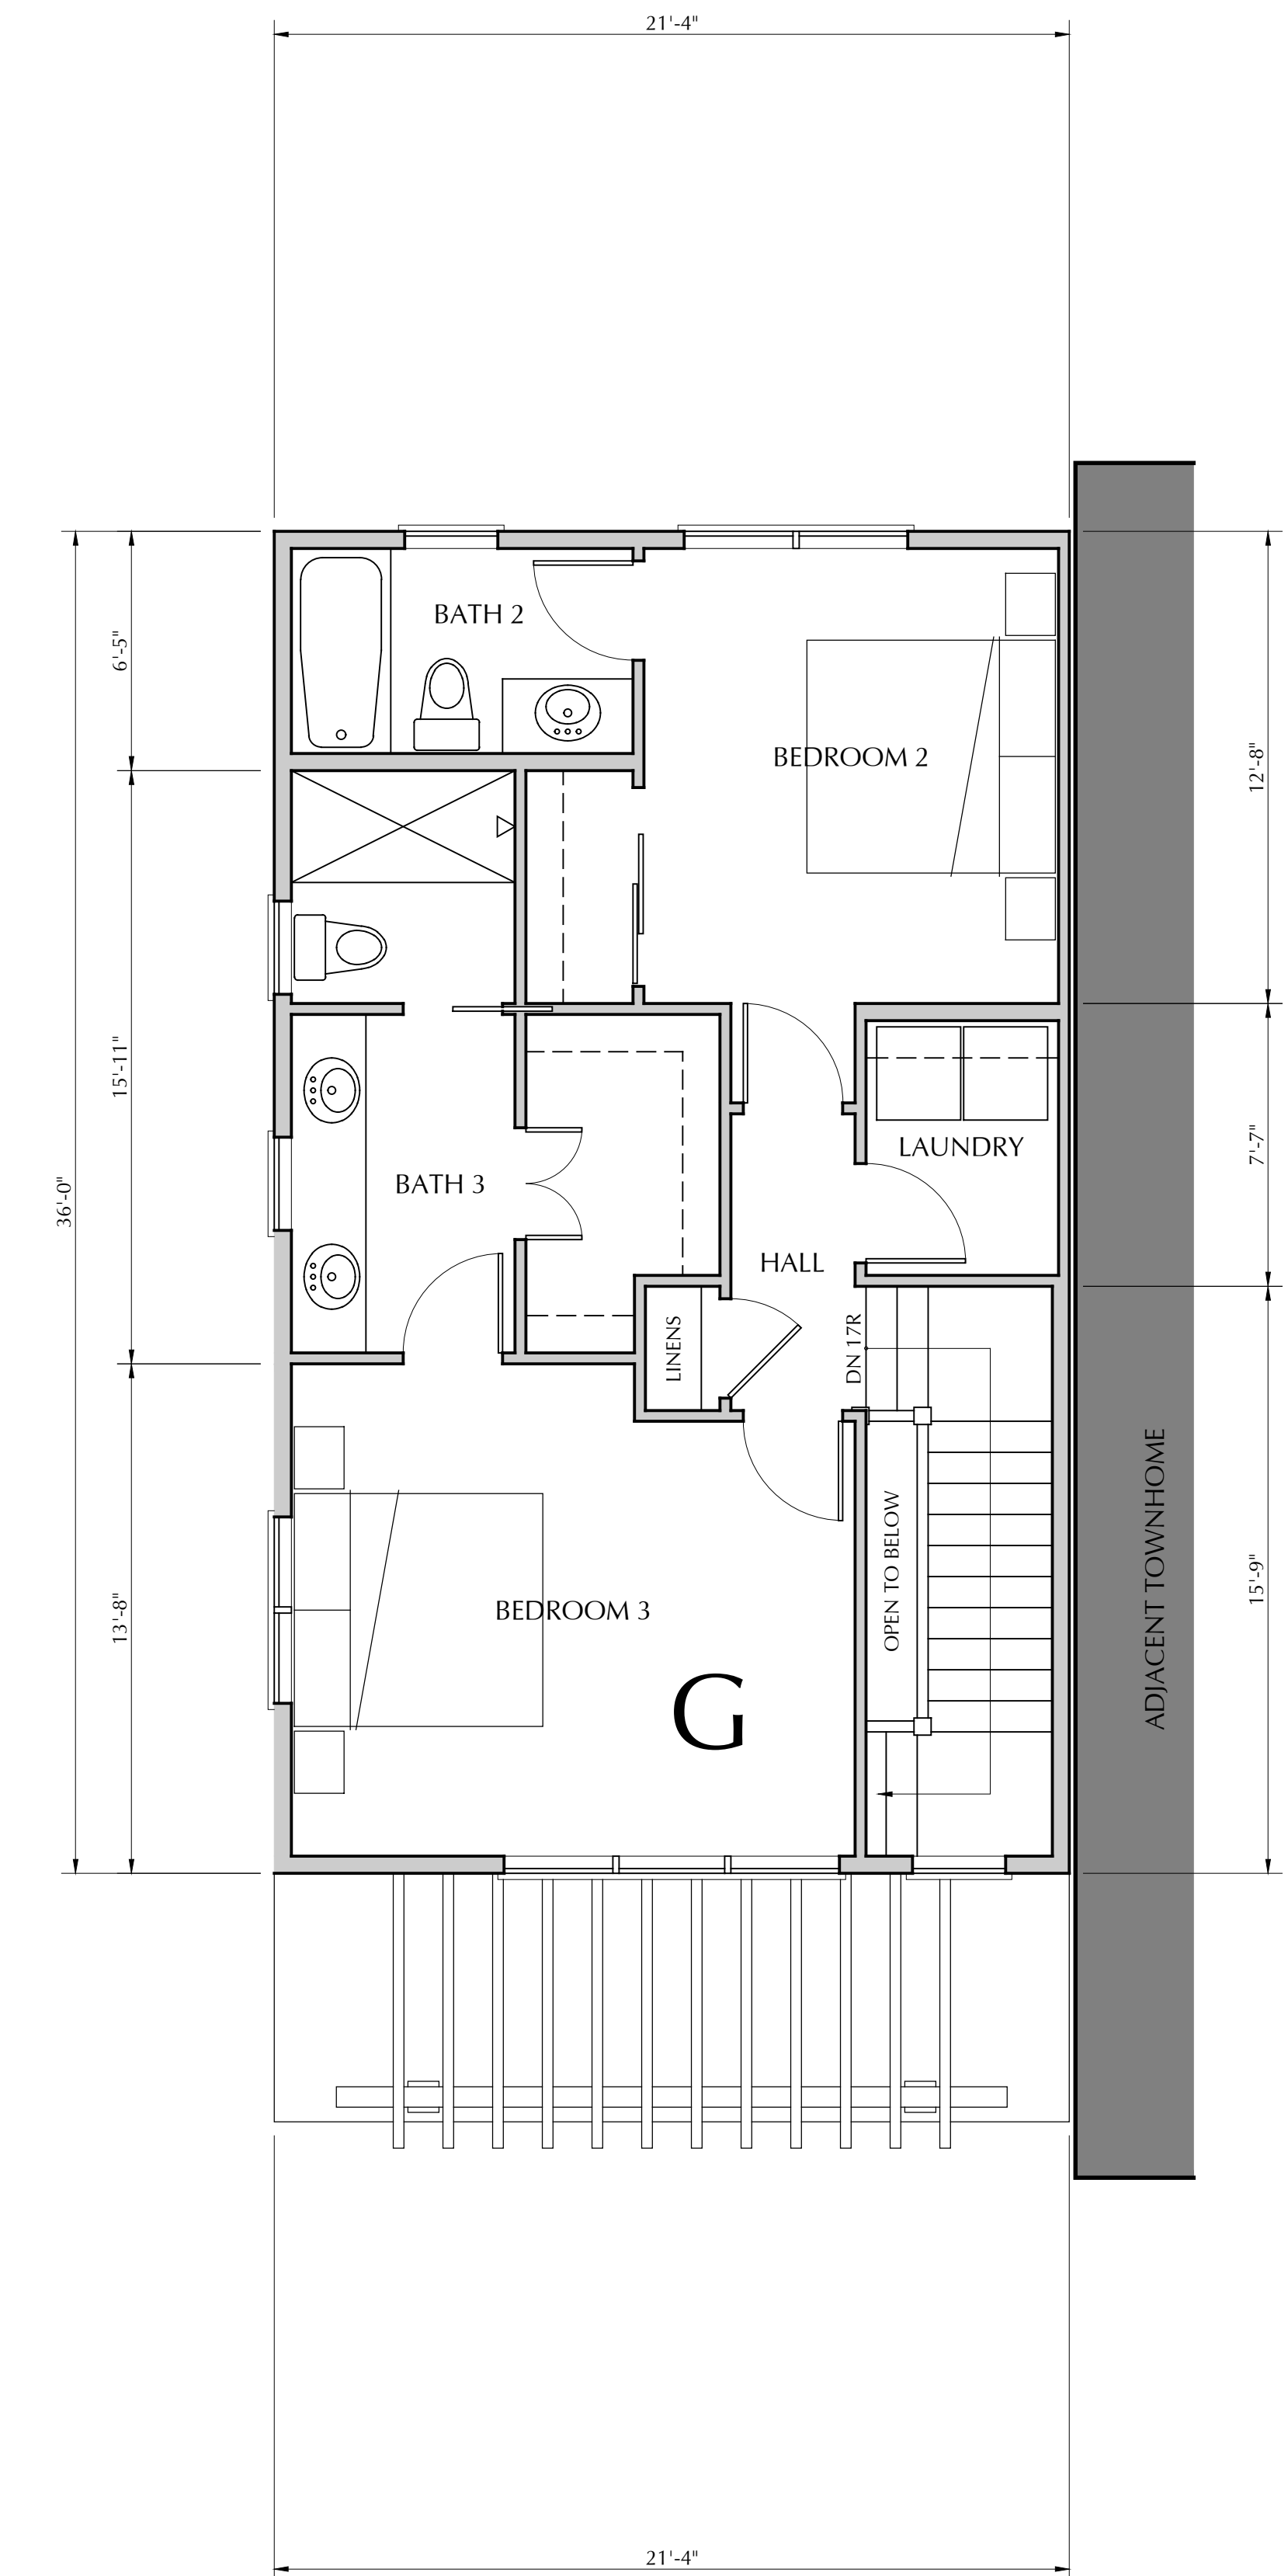 21'-4"
BATH 2
6'-5"
BEDROOM 2
12'-8"
15'-11"
36'-0"
LAUNDRY
7'-7"
BATH 3
HALL
LINENS
DN 17R
OPEN TO BELOW
ADJACENT TOWNHOME
13'-8"
BEDROOM 3
15'-9"
G
21'-4"